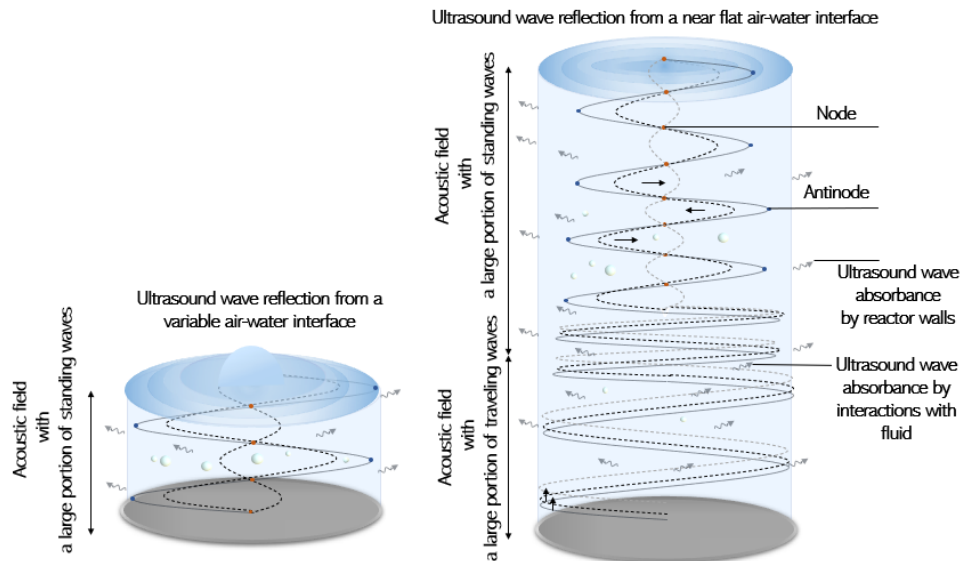 Ultrasound wave reflection from a near flat air-water interface
Node
Antinode
Acoustic field
with
a large portion of standing waves
Ultrasound wave
absorbance
by reactor walls
Ultrasound wave
absorbance by
interactions with
fluid
Acoustic field
with
a large portion of traveling waves
Ultrasound wave reflection from a
variable air-water interface
Acoustic field
with
a large portion of standing waves